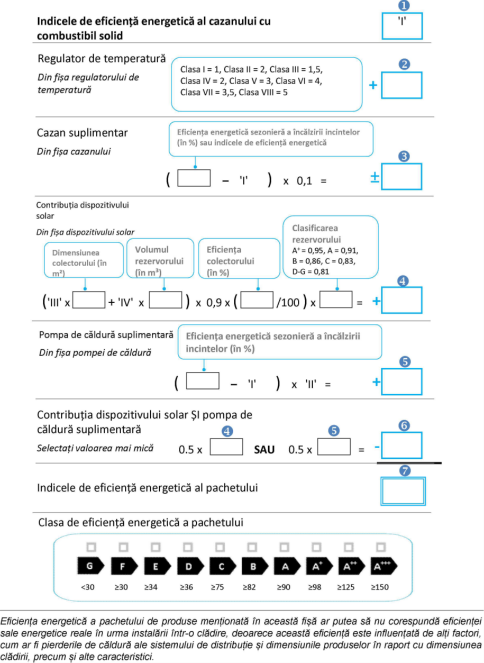 ❶
Indicele de eficiență energetică al cazanului cu
combustibil solid
'I'
Regulator de temperatură
Din fișa regulatorului de
temperatură
Clasa I = 1, Clasa II = 2, Clasa III = 1,5,
Clasa IV = 2, Clasa V = 3, Clasa VI = 4,
Clasa VII = 3,5, Clasa VIII = 5
❷
+
Cazan suplimentar
Din fișa cazanului
Eficiența energetică sezonieră a încălzirii incintelor
(în %) sau indicele de eficiență energetică
❸
( – 'I' ) x 0,1 = ±
Contribuția dispozitivului
solar
Din fișa dispozitivului solar
Dimensiunea
colectorului (în
m²)
Volumul
rezervorului
(în m³)
Eficiența
colectorului
(în %)
Clasificarea
rezervorului
A⁺ = 0,95, A = 0,91,
B = 0,86, C = 0,83,
D-G = 0,81
❹
('III' x + 'IV' x ) x 0,9 x ( /100 ) x = +
Pompa de căldură suplimentară
Din fișa pompei de căldură
Eficiența energetică sezonieră a încălzirii
incintelor (în %)
❺
( – 'I' ) x 'II' = +
Contribuția dispozitivului solar ȘI pompa de
căldură suplimentară
Selectați valoarea mai mică
❹ ❺ ❻
0.5 x SAU 0.5 x = -
❼
Indicele de eficiență energetică al pachetului
Clasa de eficiență energetică a pachetului
G F E D C B A A⁺ A⁺⁺ A⁺⁺⁺
<30 ≥30 ≥34 ≥36 ≥75 ≥82 ≥90 ≥98 ≥125 ≥150
Eficiența energetică a pachetului de produse menționată în această fișă ar putea să nu corespundă eficienței
sale energetice reale în urma instalării într-o clădire, deoarece această eficiență este influențată de alți factori,
cum ar fi pierderile de căldură ale sistemului de distribuție și dimensiunile produselor în raport cu dimensiunea
clădirii, precum și alte caracteristici.